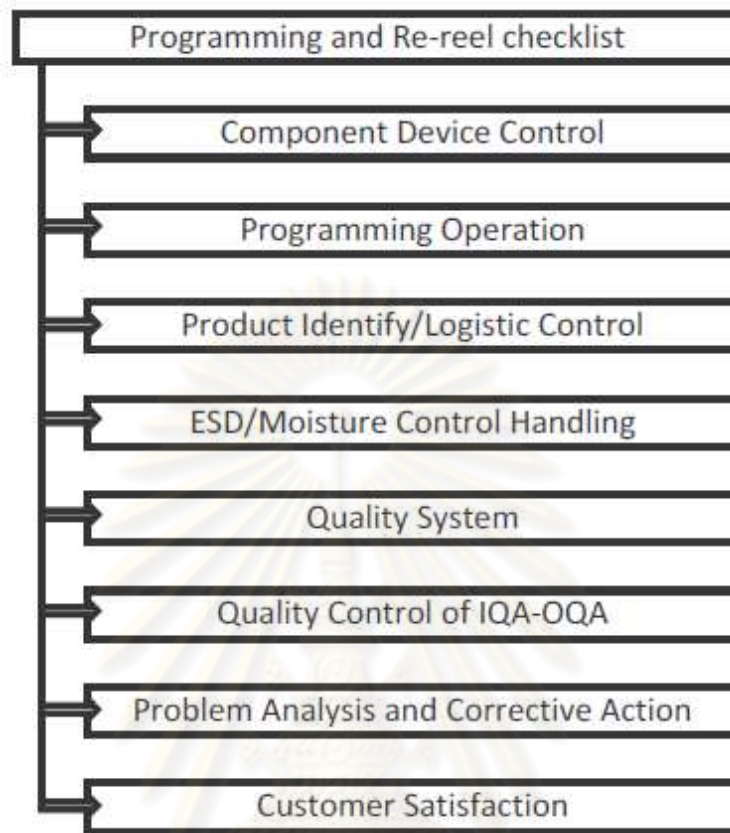 Programming and Re-reel checklist
Component Device Control
Programming Operation
Product Identify/Logistic Control
ESD/Moisture Control Handling
Quality System
Quality Control of IQA-OQA
Problem Analysis and Corrective Action
Customer Satisfaction